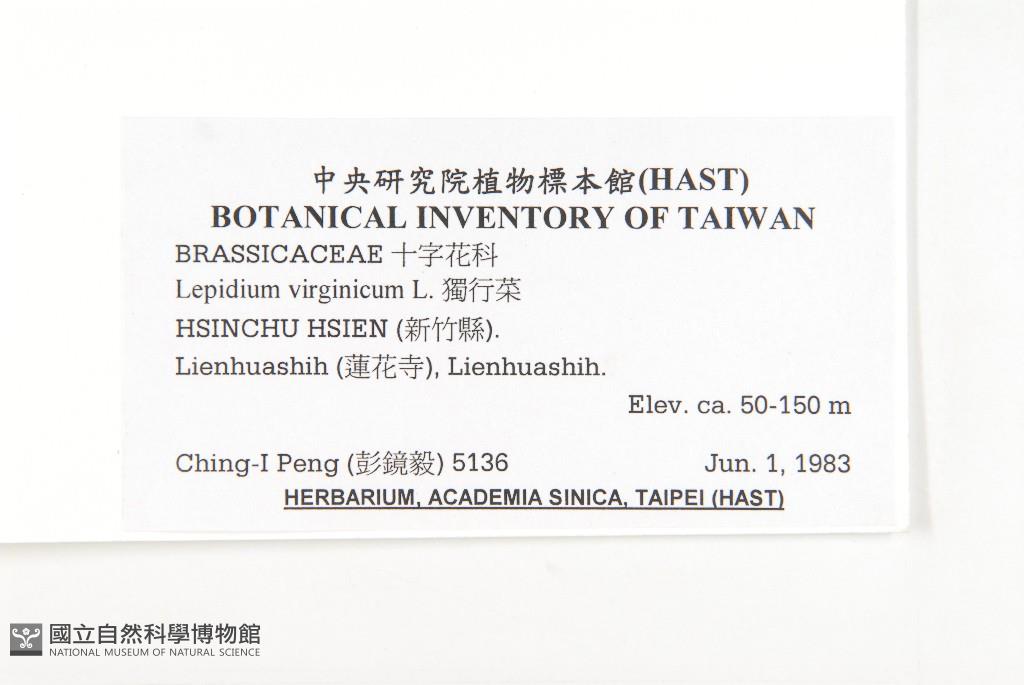 中央研究院植物標本館(HAST)
BOTANICAL INVENTORY OF TAIWAN
BRASSICACEAE 十字花科
Lepidium virginicum L. 獨行菜
HSINCHU HSIEN (新竹縣).
Lienhuashih (蓮花寺), Lienhuashih.
Elev. ca. 50-150 m
Ching-I Peng (彭鏡毅) 5136 Jun. 1, 1983
HERBARIUM, ACADEMIA SINICA, TAIPEI (HAST)
國立自然科學博物館
NATIONAL MUSEUM OF NATURAL SCIENCE